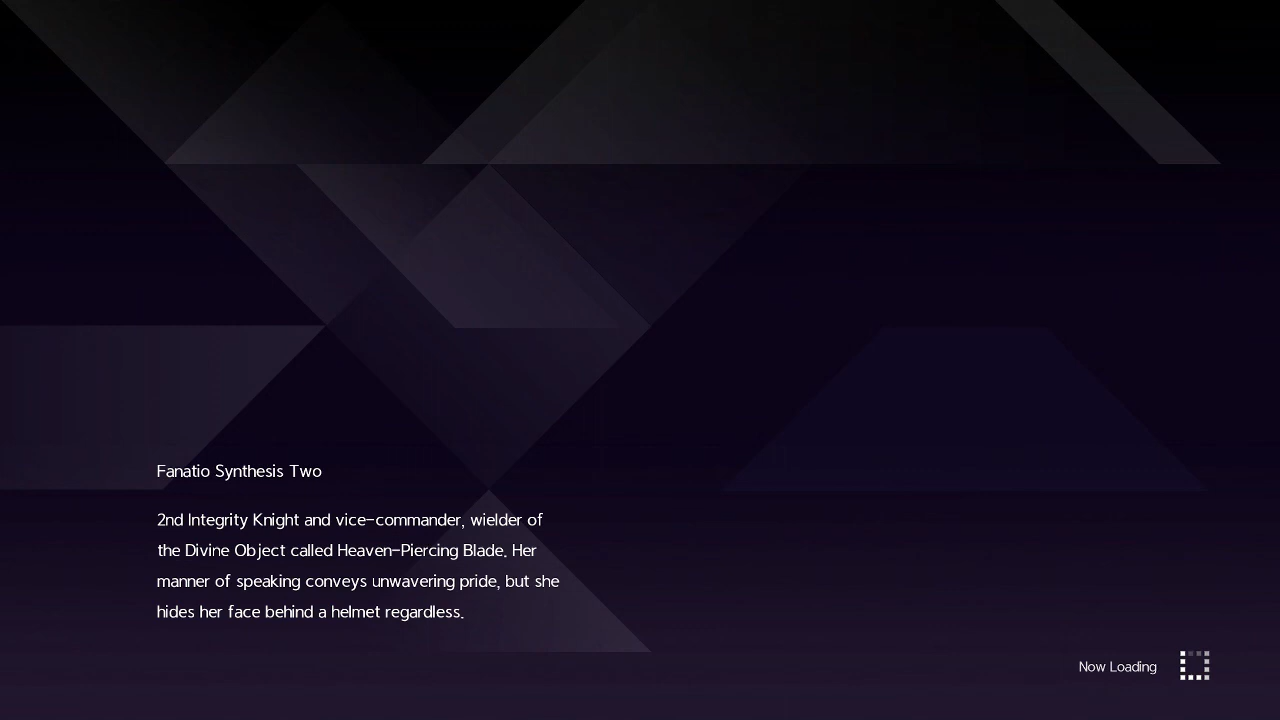 Fanatio Synthesis Two
2nd Integrity Knight and vice-commander, wielder of
the Divine Object called Heaven-Piercing Blade. Her
manner of speaking conveys unwavering pride, but she
hides her face behind a helmet regardless.
Now Loading